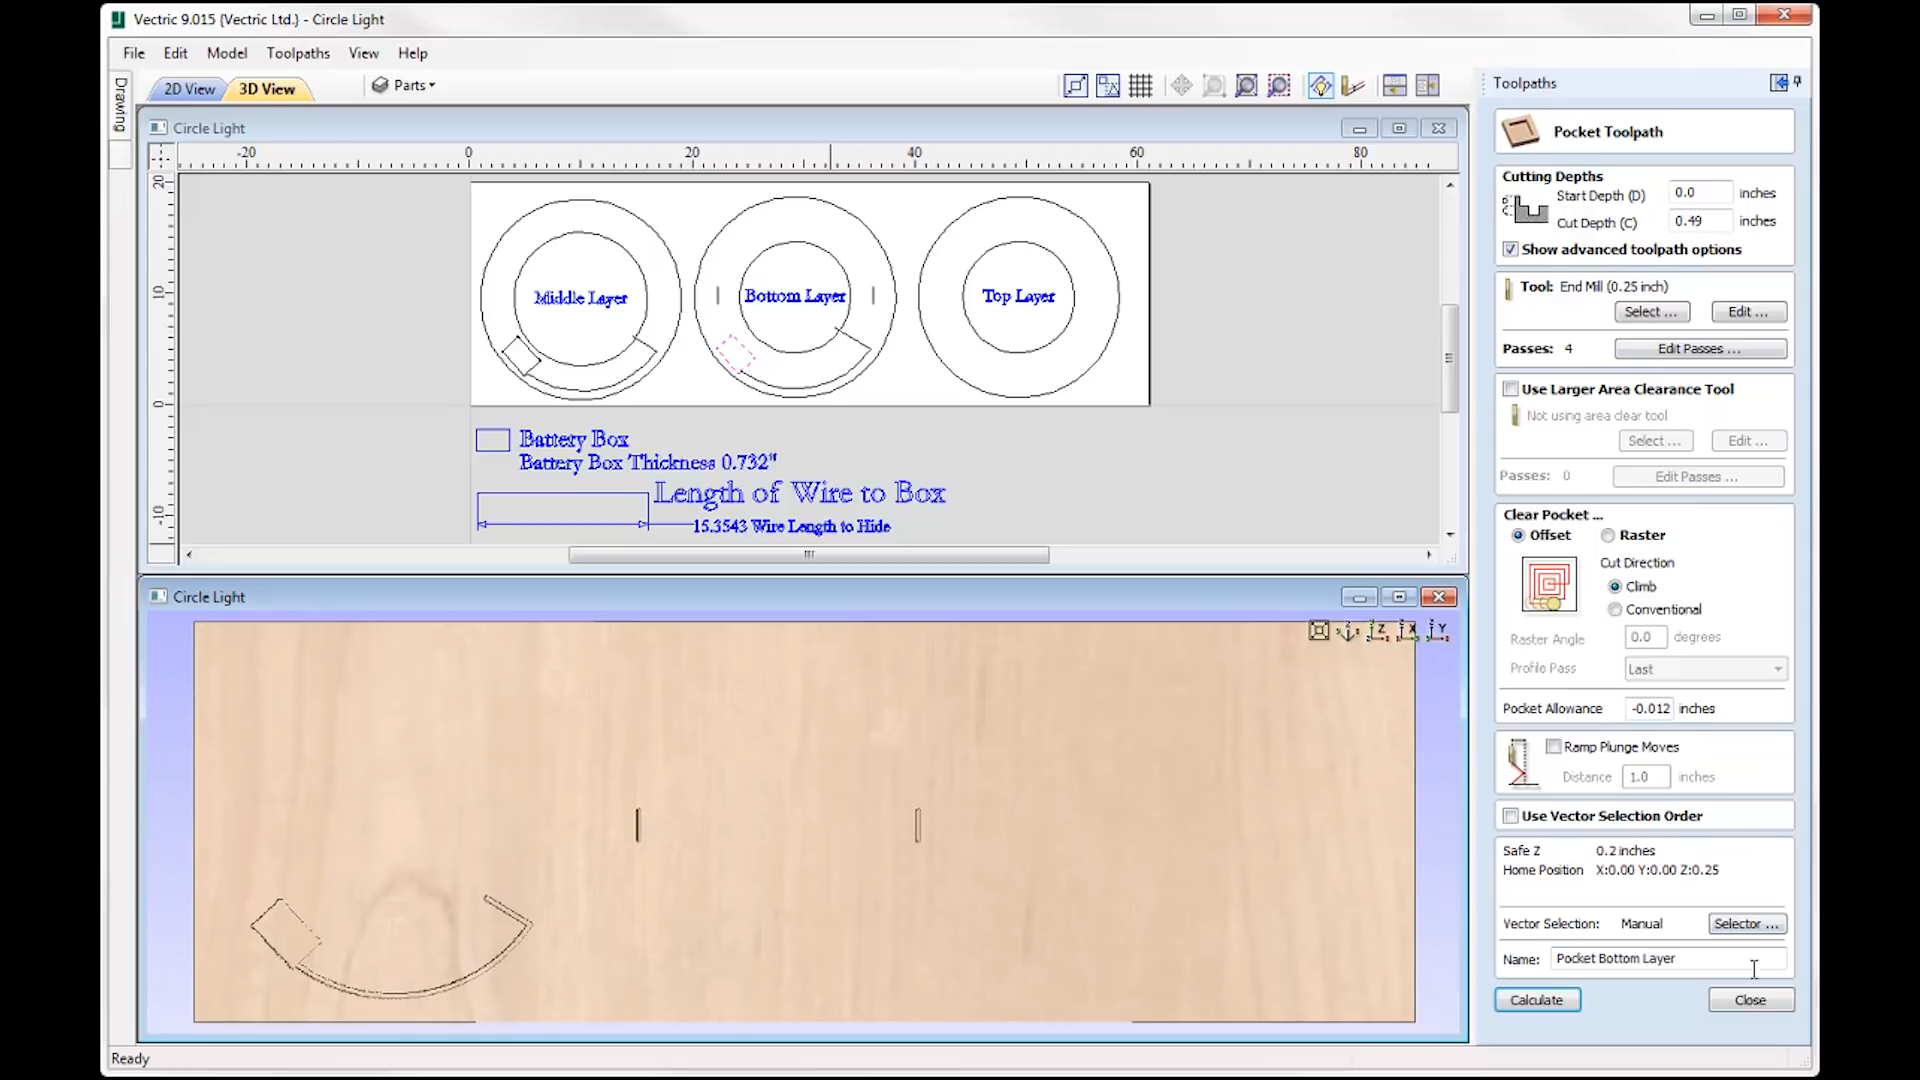 Vectric 9.015 {Vectric Ltd.} - Circle Light
File Edit Model Toolpaths View Help
Drawing
2D View 3D View Parts
Circle Light
-20 0 20 40 60 80
20
10
0
-10
Middle Layer Bottom Layer Top Layer
Battery Box
Battery Box Thickness 0.732"
Length of Wire to Box
15.3543 Wire Length to Hide
Circle Light
Z X Y
Ready
Toolpaths
Pocket Toolpath
Cutting Depths
Start Depth (D) 0.0 inches
Cut Depth (C) 0.49 inches
Show advanced toolpath options
Tool: End Mill (0.25 inch)
Select ... Edit ...
Passes: 4 Edit Passes ...
Use Larger Area Clearance Tool
Not using area clear tool
Select ... Edit ...
Passes: 0 Edit Passes ...
Clear Pocket ...
Offset Raster
Cut Direction
Climb
Conventional
Raster Angle 0.0 degrees
Profile Pass Last
Pocket Allowance -0.012 inches
Ramp Plunge Moves
Distance 1.0 inches
Use Vector Selection Order
Safe Z 0.2 inches
Home Position X:0.00 Y:0.00 Z:0.25
Vector Selection: Manual Selector ...
Name: Pocket Bottom Layer
Calculate Close